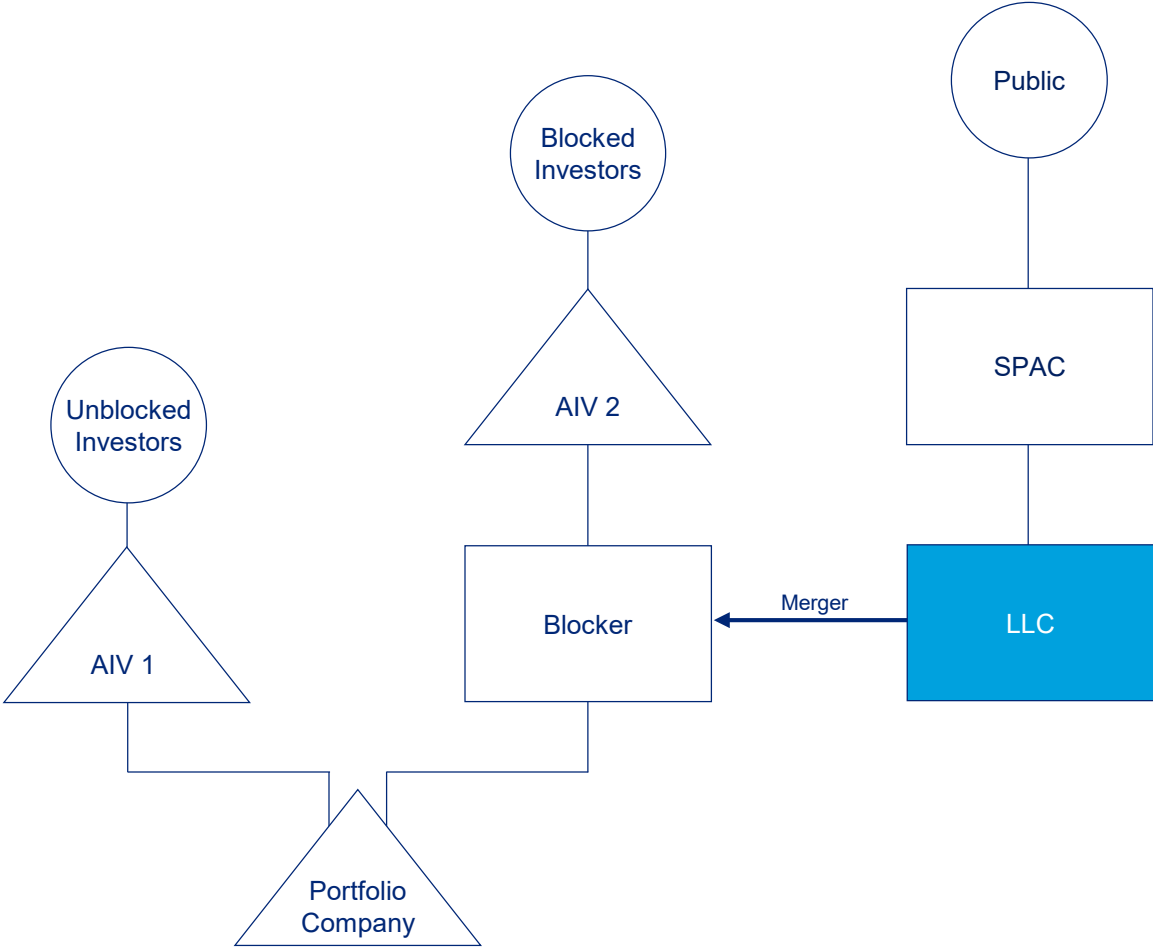 Public
Blocked
Investors
SPAC
AIV 2
Unblocked
Investors
Merger
Blocker
LLC
AIV 1
Portfolio
Company